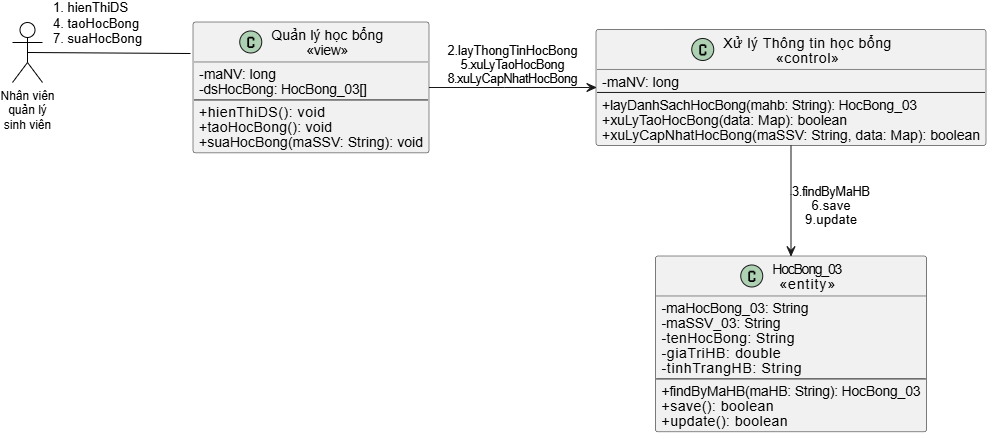 1. hienThiDS
4. taoHocBong
7. suaHocBong
Nhân viên
quản lý
sinh viên
C
Quản lý học bổng
«view»
-maNV: long
-dsHocBong: HocBong_03[]
+hienThiDS(): void
+taoHocBong(): void
+suaHocBong(maSSV: String): void
2.layThongTinHocBong
5.xuLyTaoHocBong
8.xuLyCapNhatHocBong
C
Xử lý Thông tin học bổng
«control»
-maNV: long
+layDanhSachHocBong(mahb: String): HocBong_03
+xuLyTaoHocBong(data: Map): boolean
+xuLyCapNhatHocBong(maSSV: String, data: Map): boolean
3.findByMaHB
6.save
9.update
C
HocBong_03
«entity»
-maHocBong_03: String
-maSSV_03: String
-tenHocBong: String
-giaTriHB: double
-tinhTrangHB: String
+findByMaHB(maHB: String): HocBong_03
+save(): boolean
+update(): boolean